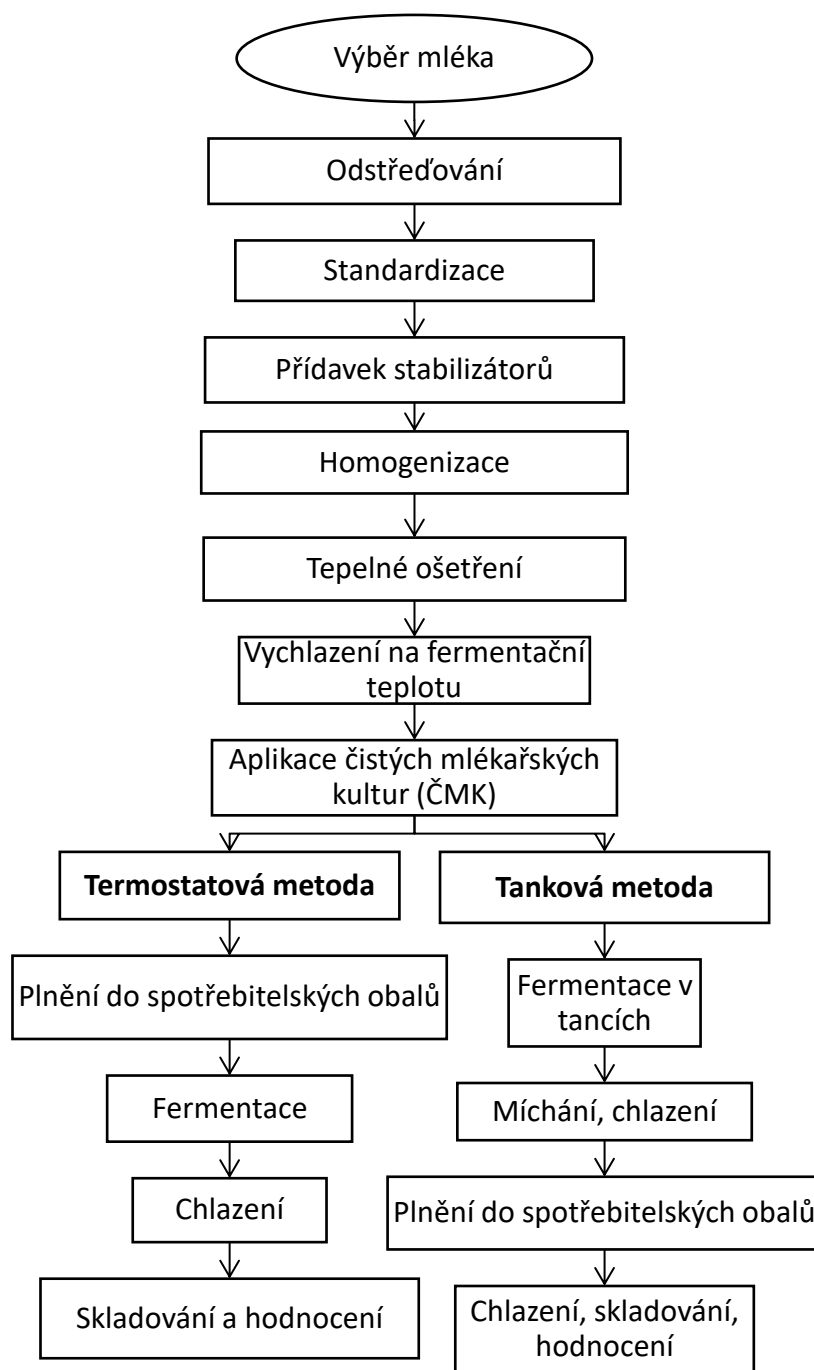 Výběr mléka
Odstřeďování
Standardizace
Přídavek stabilizátorů
Homogenizace
Tepelné ošetření
Vychlazení na fermentační
teplotu
Aplikace čistých mlékařských
kultur (ČMK)
Termostatová metoda
Plnění do spotřebitelských obalů
Fermentace
Chlazení
Skladování a hodnocení
Tanková metoda
Fermentace v
tancích
Míchání, chlazení
Plnění do spotřebitelských obalů
Chlazení, skladování,
hodnocení